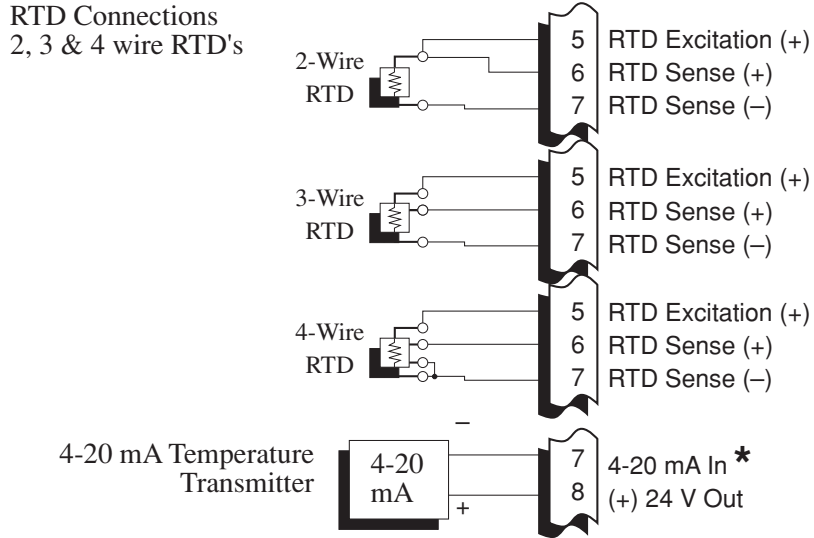 RTD Connections
2, 3 & 4 wire RTD's
2-Wire
RTD
5 RTD Excitation (+)
6 RTD Sense (+)
7 RTD Sense (–)
3-Wire
RTD
5 RTD Excitation (+)
6 RTD Sense (+)
7 RTD Sense (–)
4-Wire
RTD
5 RTD Excitation (+)
6 RTD Sense (+)
7 RTD Sense (–)
4-20 mA Temperature
Transmitter
4-20
mA
–
+
7 4-20 mA In *
8 (+) 24 V Out